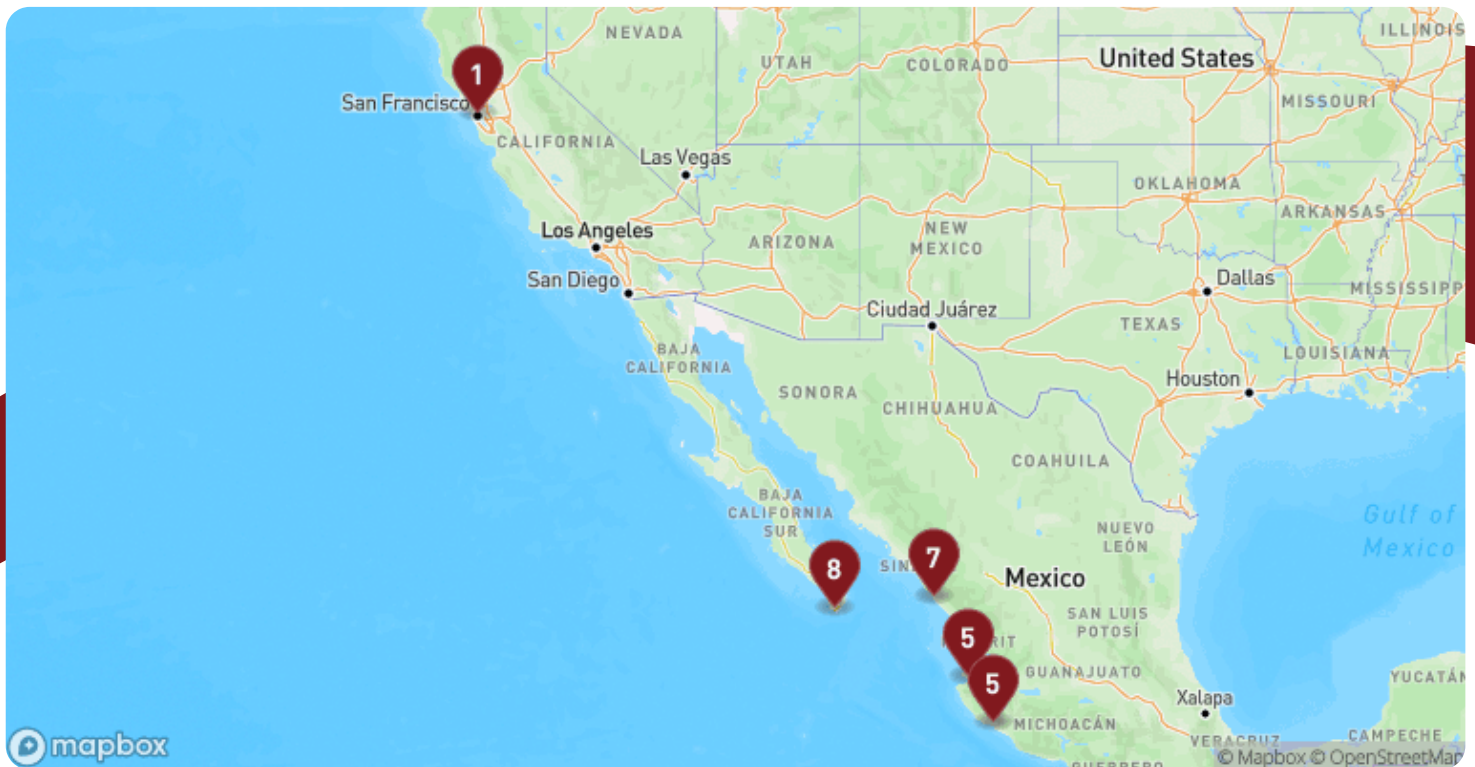 NEVADA
ILLINOIS
United States
UTAH
COLORADO
1
MISSOURI
San Francisco
CALIFORNIA
Las Vegas
OKLAHOMA
ARKANSAS
Los Angeles
NEW
MEXICO
ARIZONA
San Diego
Dallas
MISSISSIPP
Ciudad Juárez
TEXAS
BAJA
CALIFORNIA
LOUISIANA
Houston
SONORA
CHIHUAHUA
COAHUILA
BAJA
CALIFORNIA
SUR
Gulf of
Mexico
NUEVO
LEÓN
7
8
SIN
Mexico
SAN LUIS
POTOSÍ
5
RIT
GUANAJUATO
YUCATÁN
5
Xalapa
MICHOACÁN
VERACRUZ
CAMPECHE
mapbox
© Mapbox © OpenStreetMap